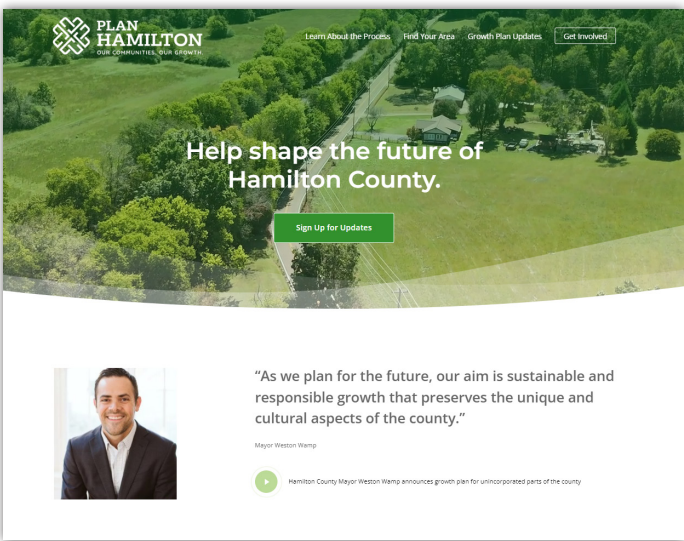 PLAN
HAMILTON
OUR COMMUNITIES. OUR GROWTH.
Learn About the Process Find Your Area Growth Plan Updates Get Involved
Help shape the future of
Hamilton County.
Sign Up for Updates
“As we plan for the future, our aim is sustainable and
responsible growth that preserves the unique and
cultural aspects of the county.”
Mayor Weston Wamp
Hamilton County Mayor Weston Wamp announces growth plan for unincorporated parts of the county